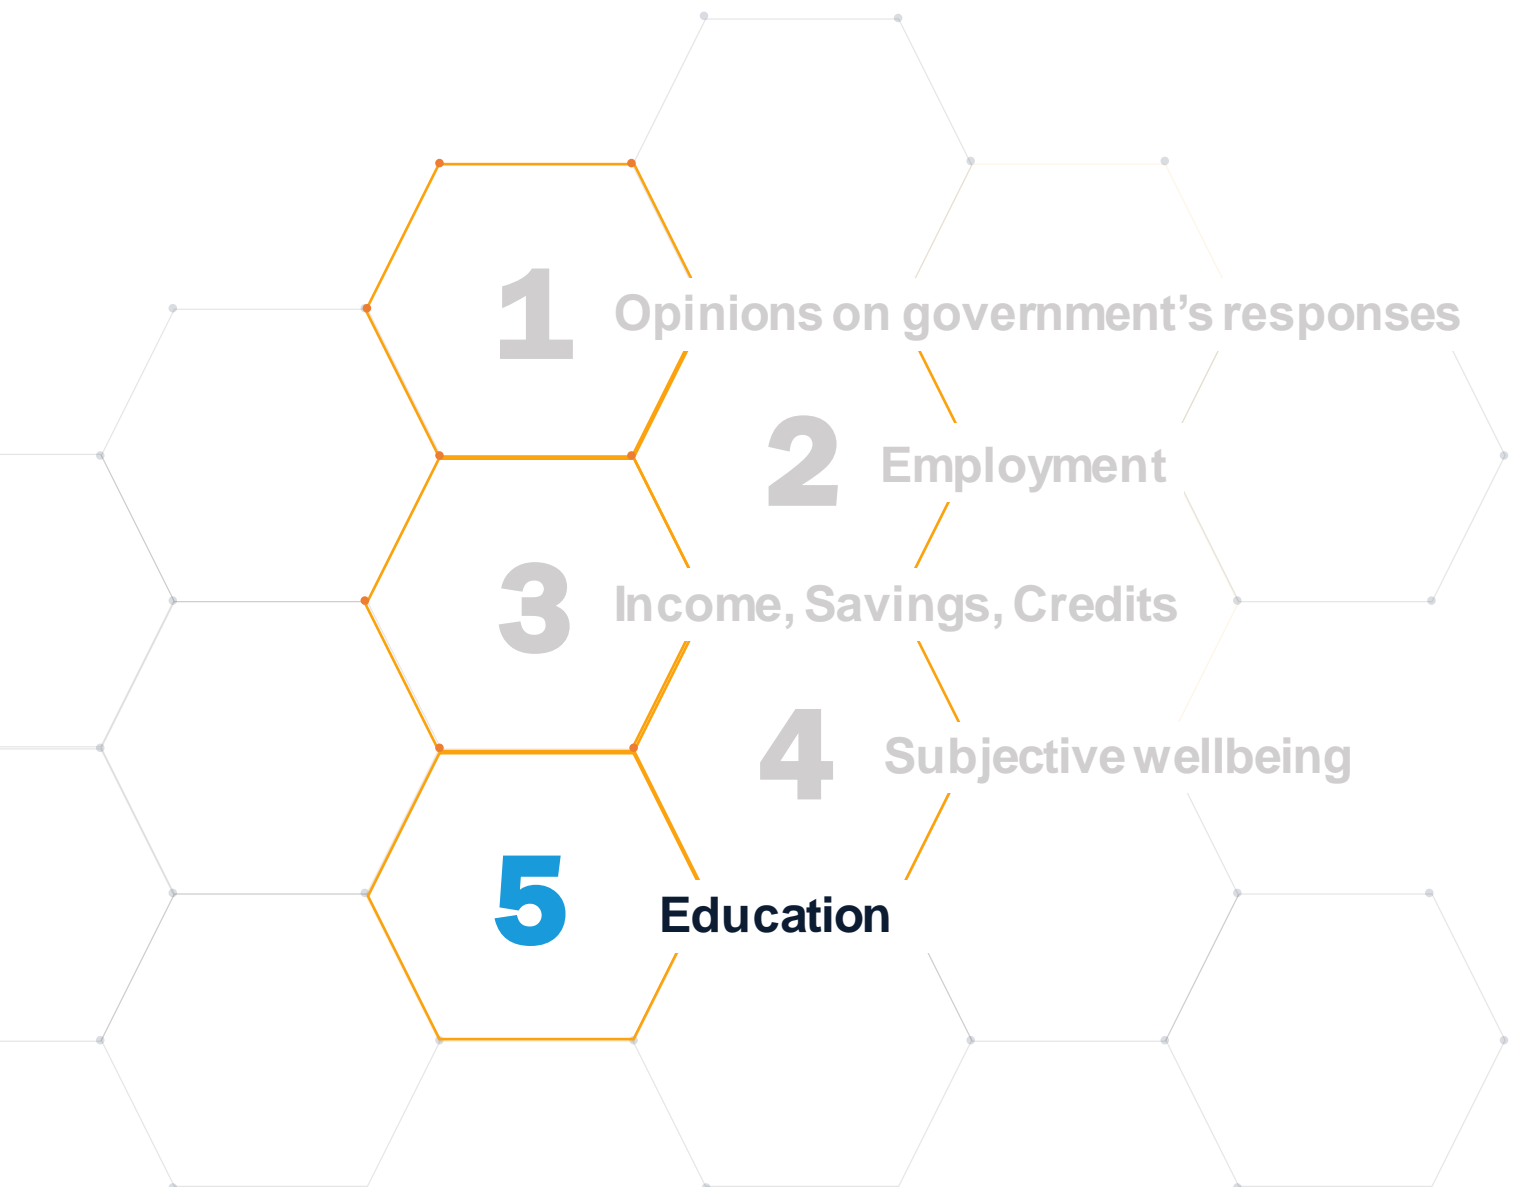 1 Opinions on government’s responses
2 Employment
3 Income, Savings, Credits
4 Subjective wellbeing
5 Education